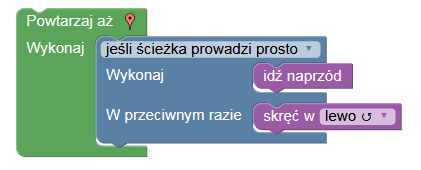 Powtarzaj aż
Wykonaj
jeśli ścieżka prowadzi prosto
Wykonaj
idź naprzód
W przeciwnym razie
skręć w lewo ↺